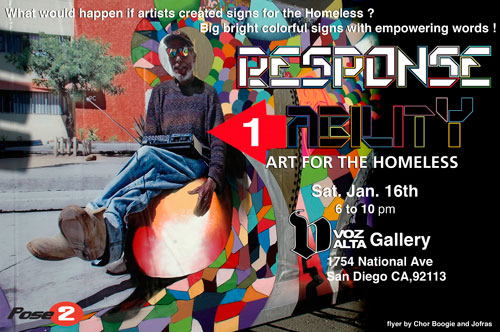 What would happen if artists created signs for the Homeless ?
Big bright colorful signs with empowering words !
RESPONSE
1
ABILITY
ART FOR THE HOMELESS
Sat. Jan. 16th
6 to 10 pm
VOZ
ALTA Gallery
1754 National Ave
San Diego CA,92113
Pose 2
flyer by Chor Boogie and Jofras